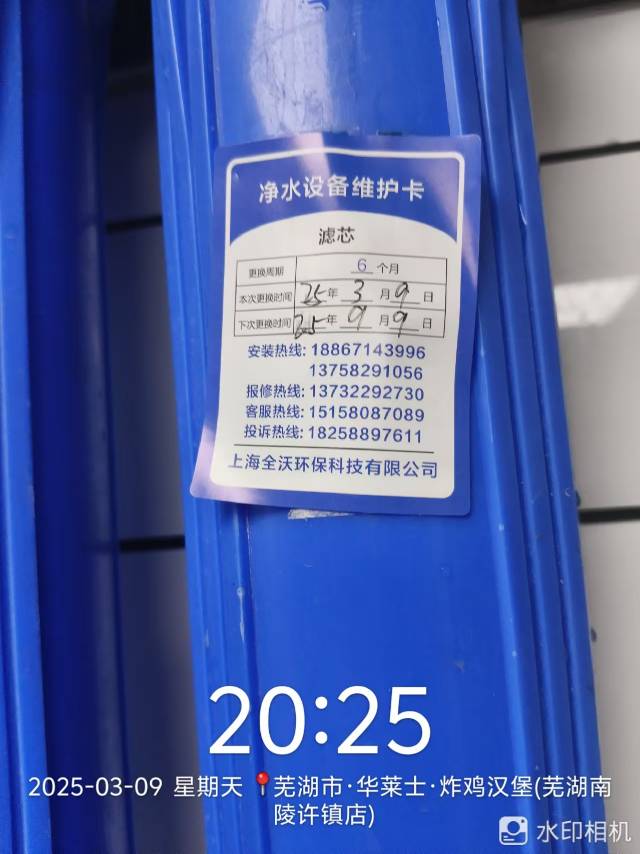 净水设备维护卡
滤芯
更换周期 6 个月
本次更换时间 25 年 3 月 9 日
下次更换时间 25 年 9 月 9 日
安装热线: 18867143996
13758291056
报修热线: 13732292730
客服热线: 15158087089
投诉热线: 18258897611
上海全沃环保科技有限公司
20:25
2025-03-09 星期天 芜湖市·华莱士·炸鸡汉堡(芜湖南
陵许镇店)
水印相机